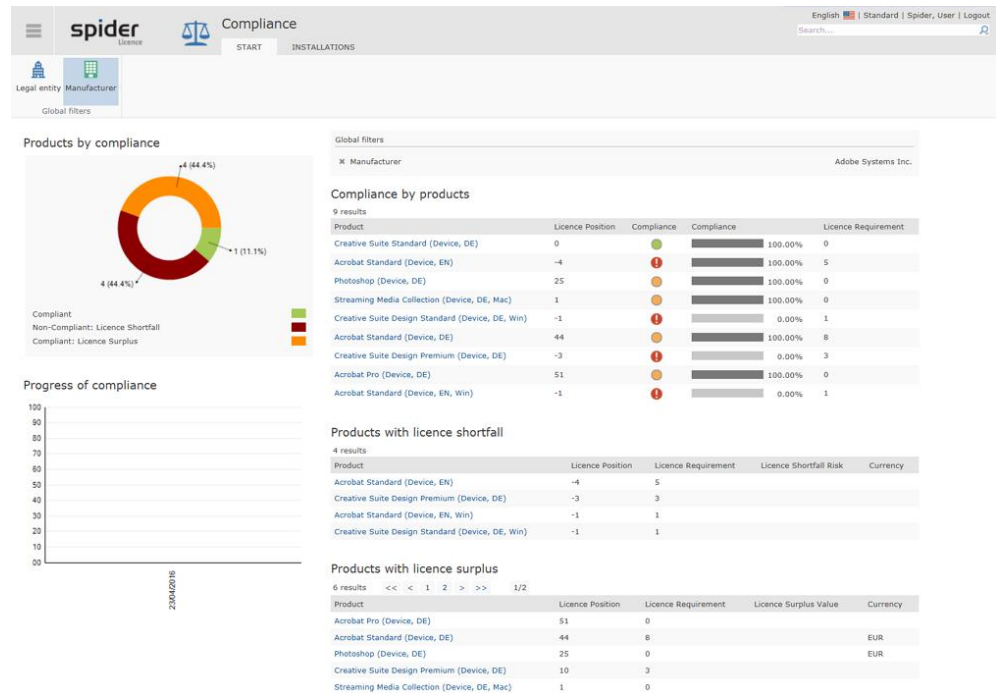 English | Standard | Spider, User | Logout
spider
Licence
Compliance
Search....
START INSTALLATIONS
Legal entity Manufacturer
Global filters
Products by compliance
4 (44.4%)
1 (11.1%)
4 (44.4%)
Compliant
Non-Compliant: Licence Shortfall
Compliant: Licence Surplus
Progress of compliance
100
90
80
70
60
50
40
30
20
10
00
23/04/2016
Global filters
Manufacturer Adobe Systems Inc.
Compliance by products
9 results
Product Licence Position Compliance Compliance Licence Requirement
Creative Suite Standard (Device, DE) 0 100.00% 0
Acrobat Standard (Device, EN) -4 100.00% 5
Photoshop (Device, DE) 25 100.00% 0
Streaming Media Collection (Device, DE, Mac) 1 100.00% 0
Creative Suite Design Standard (Device, DE, Win) -1 0.00% 1
Acrobat Standard (Device, DE) 44 100.00% 8
Creative Suite Design Premium (Device, DE) -3 0.00% 3
Acrobat Pro (Device, DE) 51 100.00% 0
Acrobat Standard (Device, EN, Win) -1 0.00% 1
Products with licence shortfall
4 results
Product Licence Position Licence Requirement Licence Shortfall Risk Currency
Acrobat Standard (Device, EN) -4 5
Creative Suite Design Premium (Device, DE) -3 3
Acrobat Standard (Device, EN, Win) -1 1
Creative Suite Design Standard (Device, DE, Win) -1 1
Products with licence surplus
6 results << < 1 2 > >> 1/2
Product Licence Position Licence Requirement Licence Surplus Value Currency
Acrobat Pro (Device, DE) 51 0
Acrobat Standard (Device, DE) 44 8 EUR
Photoshop (Device, DE) 25 0 EUR
Creative Suite Design Premium (Device, DE) 10 3
Streaming Media Collection (Device, DE, Mac) 1 0